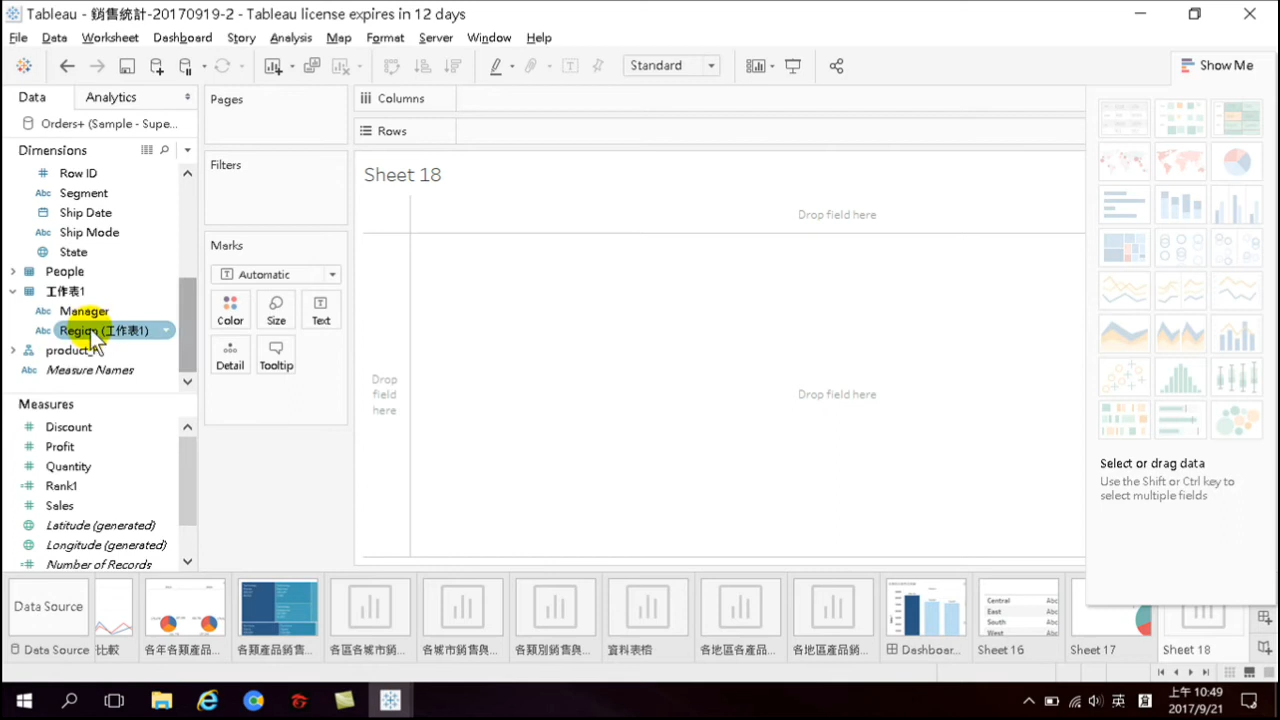 Tableau - 銷售統計-20170919-2 - Tableau license expires in 12 days
File Data Worksheet Dashboard Story Analysis Map Format Server Window Help
Standard
Show Me
Data Analytics
Pages
Columns
Orders+ (Sample - Supe...
Rows
Dimensions
Filters
Row ID
Segment
Ship Date
Ship Mode
State
People
工作表1
Manager
Region (工作表1)
product_
Measure Names
Sheet 18
Drop field here
Marks
Automatic
Color Size Text
Detail Tooltip
Drop
field
here
Drop field here
Measures
Discount
Profit
Quantity
Rank1
Sales
Latitude (generated)
Longitude (generated)
Number of Records
Select or drag data
Use the Shift or Ctrl key to
select multiple fields
Data Source
Central Abc
East Abc
South Abc
West Abc
Data Source 比較 各年各類產品... 各類產品銷售... 各區各城市銷... 各城市銷售與... 各類別銷售與... 資料表格 各地區各產品... 各地區產品銷... Dashboar... Sheet 16 Sheet 17 Sheet 18
英
上午 10:49
2017/9/21